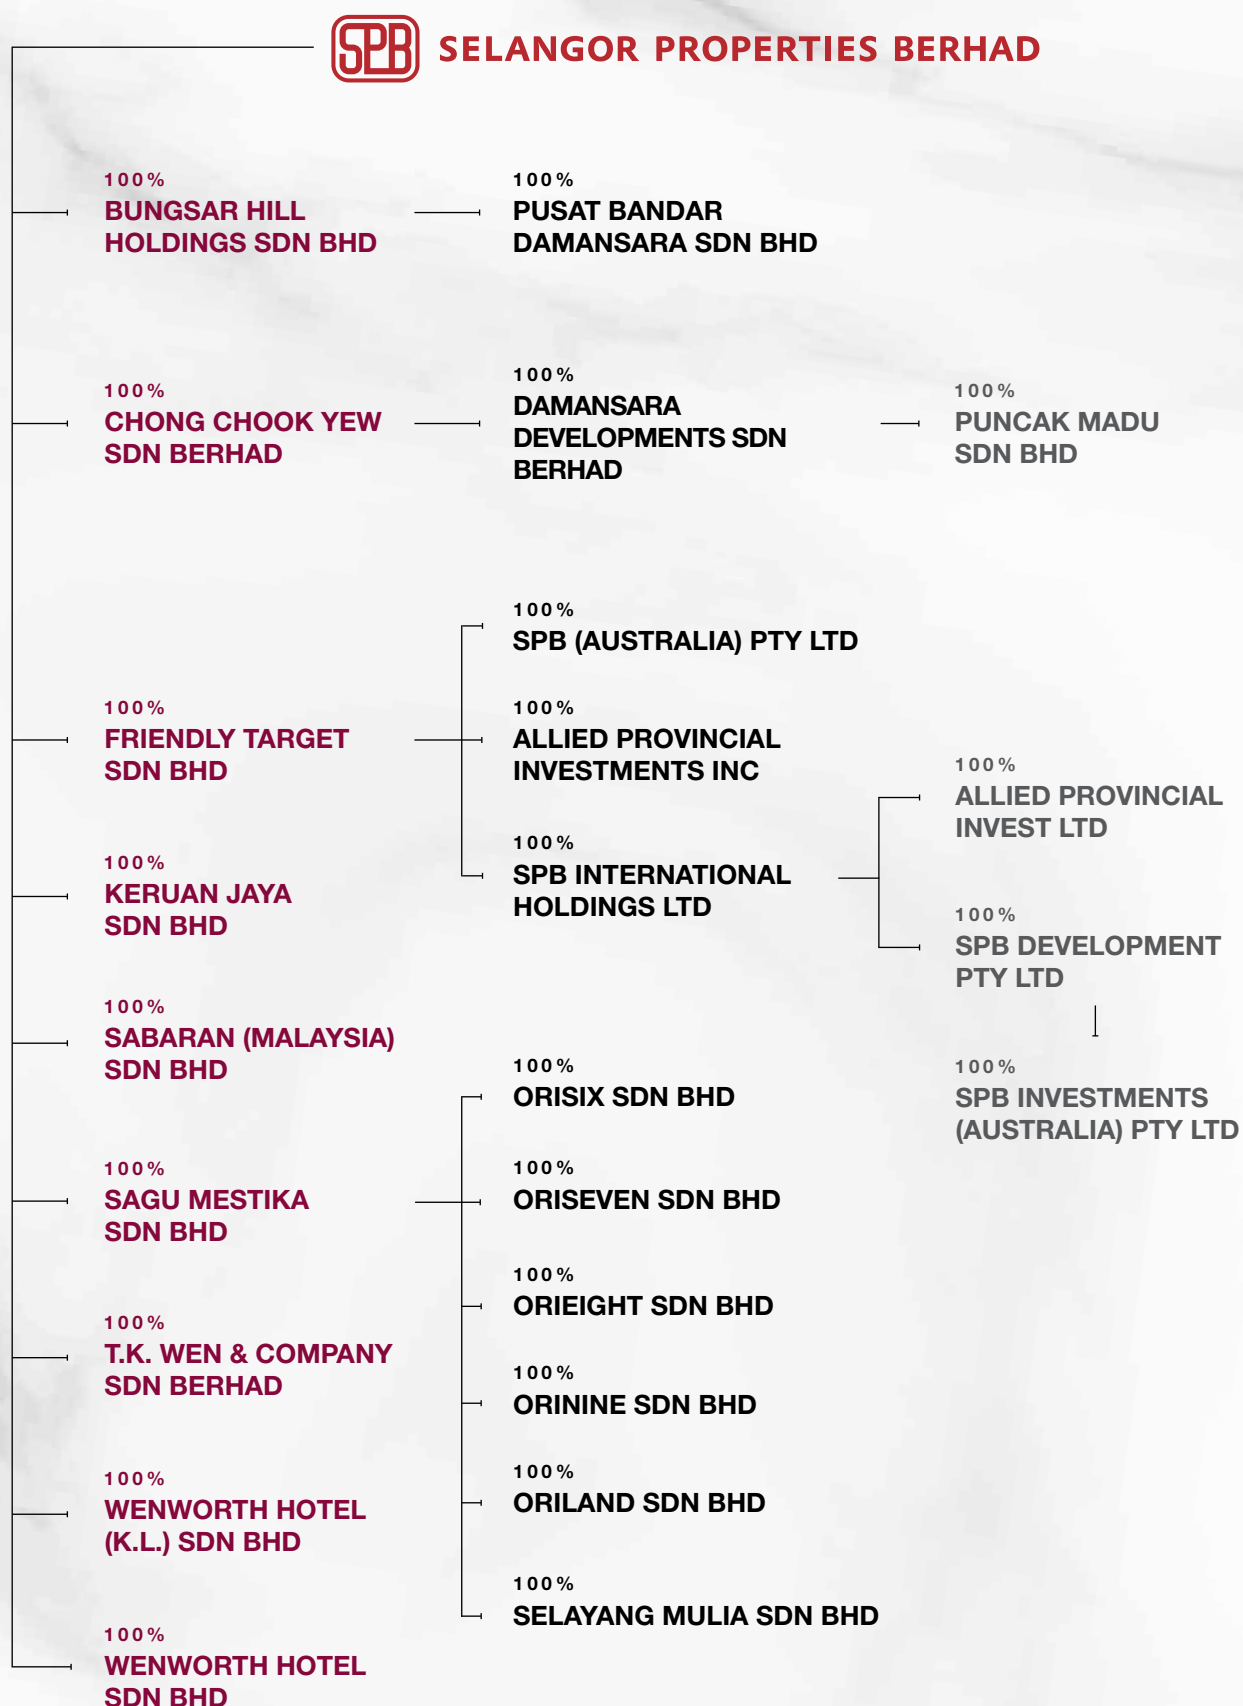 SPB SELANGOR PROPERTIES BERHAD
100%
BUNGSAR HILL
HOLDINGS SDN BHD
100%
PUSAT BANDAR
DAMANSARA SDN BHD
100%
CHONG CHOOK YEW
SDN BERHAD
100%
DAMANSARA
DEVELOPMENTS SDN
BERHAD
100%
PUNCAK MADU
SDN BHD
100%
FRIENDLY TARGET
SDN BHD
100%
SPB (AUSTRALIA) PTY LTD
100%
ALLIED PROVINCIAL
INVESTMENTS INC
100%
SPB INTERNATIONAL
HOLDINGS LTD
100%
ALLIED PROVINCIAL
INVEST LTD
100%
SPB DEVELOPMENT
PTY LTD
100%
SPB INVESTMENTS
(AUSTRALIA) PTY LTD
100%
KERUAN JAYA
SDN BHD
100%
SABARAN (MALAYSIA)
SDN BHD
100%
SAGU MESTIKA
SDN BHD
100%
ORISIX SDN BHD
100%
ORISEVEN SDN BHD
100%
ORIEIGHT SDN BHD
100%
ORININE SDN BHD
100%
ORILAND SDN BHD
100%
SELAYANG MULIA SDN BHD
100%
T.K. WEN & COMPANY
SDN BERHAD
100%
WENWORTH HOTEL
(K.L.) SDN BHD
100%
WENWORTH HOTEL
SDN BHD